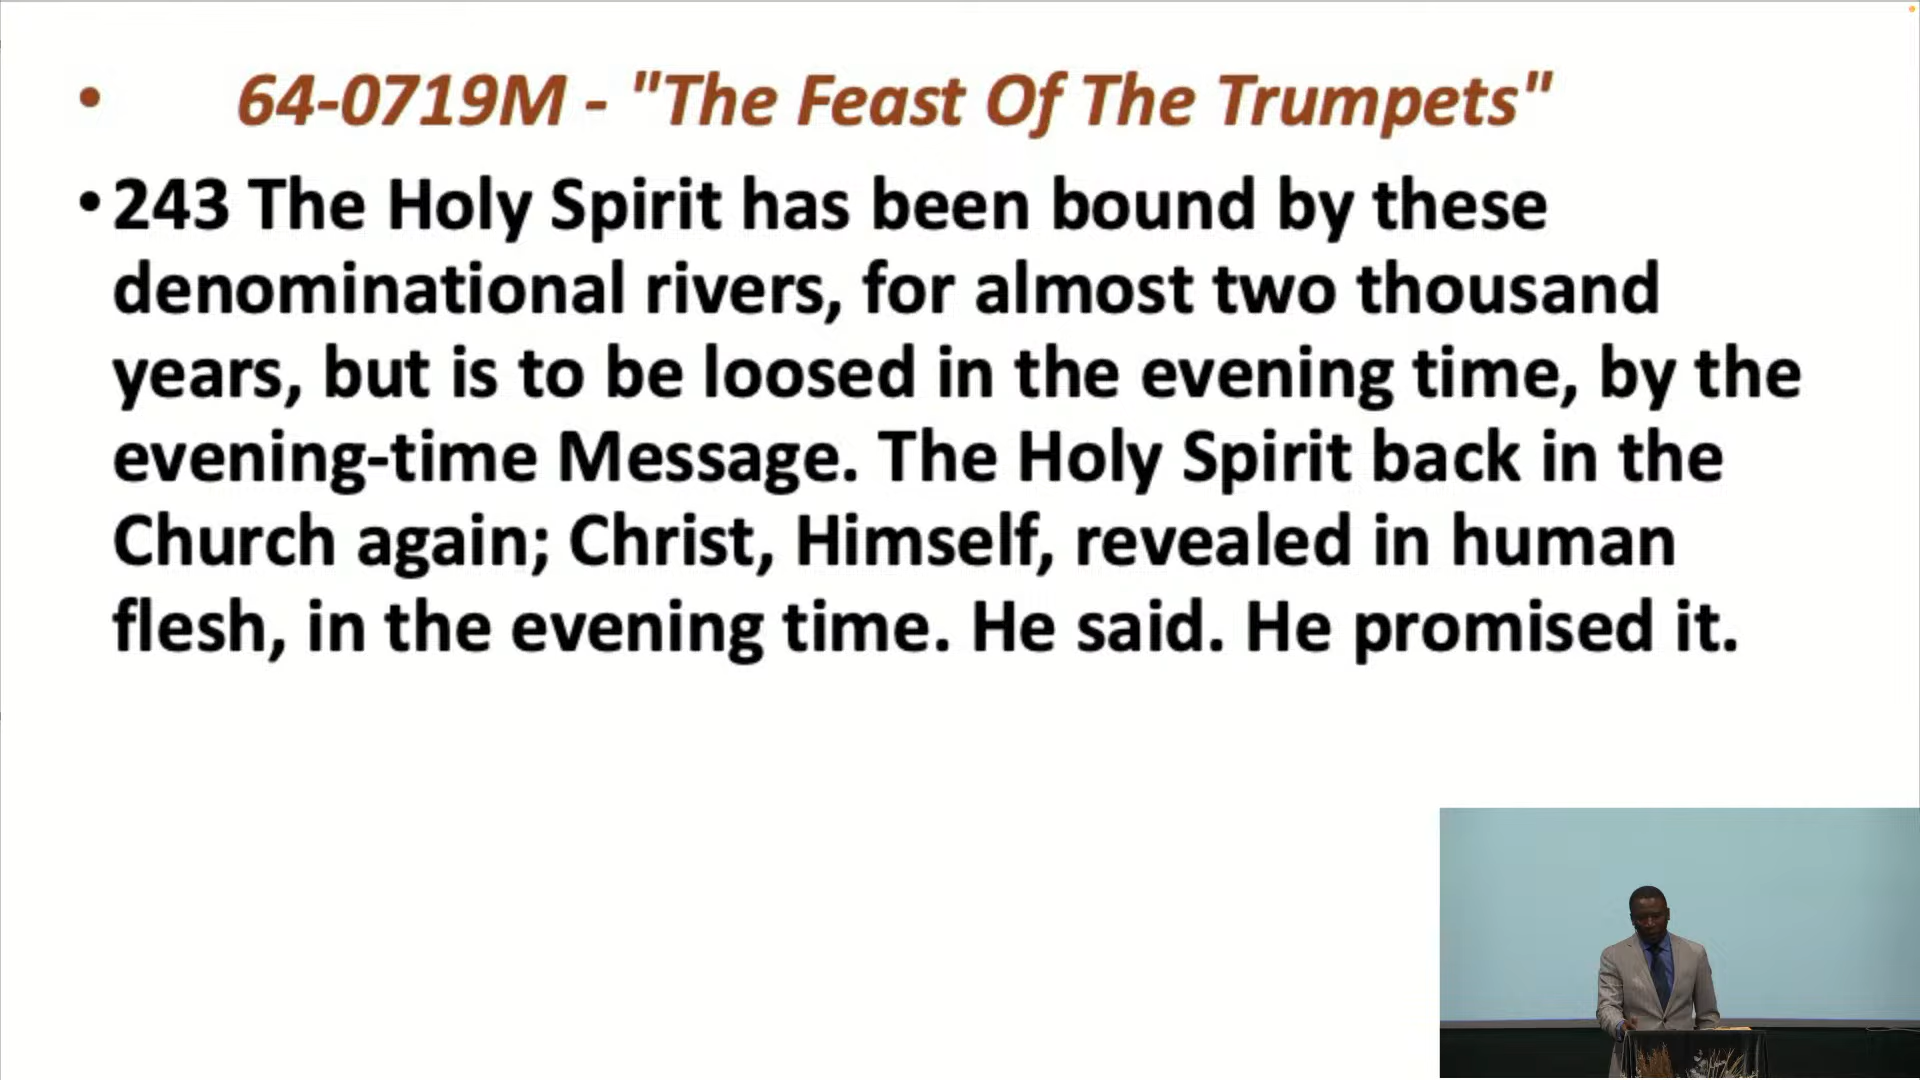 • 64-0719M - "The Feast Of The Trumpets"
• 243 The Holy Spirit has been bound by these
denominational rivers, for almost two thousand
years, but is to be loosed in the evening time, by the
evening-time Message. The Holy Spirit back in the
Church again; Christ, Himself, revealed in human
flesh, in the evening time. He said. He promised it.